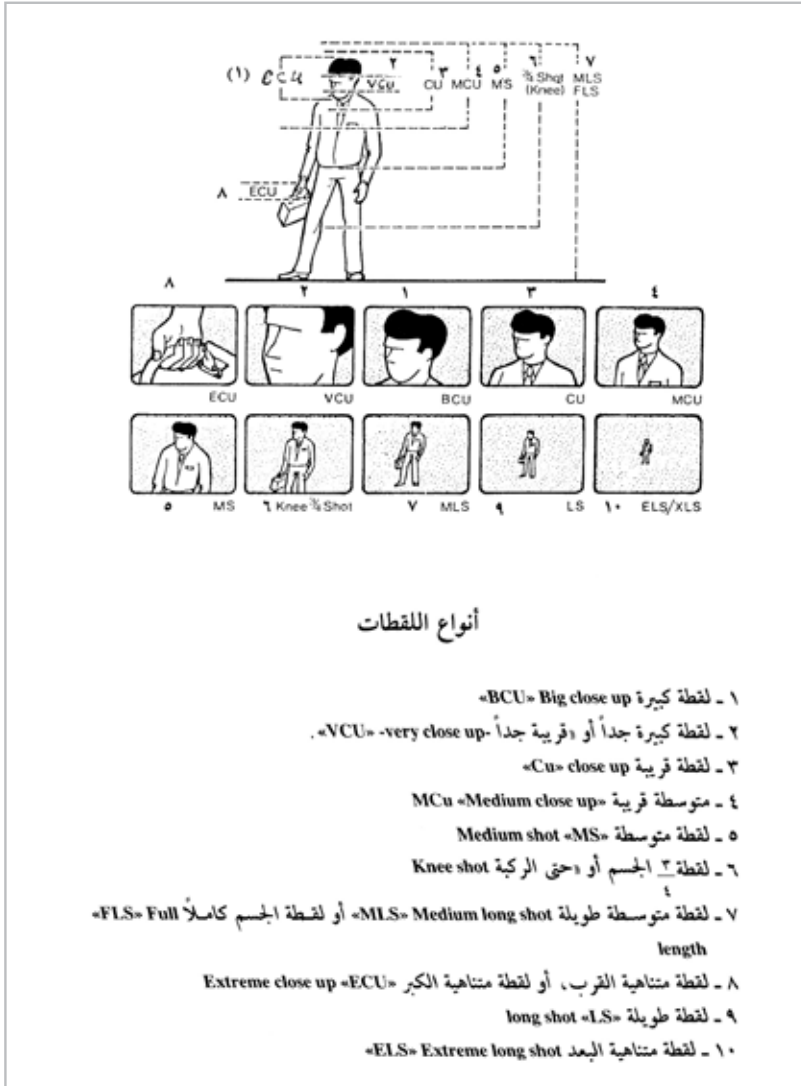 (١) ECU
٢
VCU
٣
CU
٤
MCU
٥
MS
٦
¾ Shot
(Knee)
٧
MLS
FLS
٨ ECU
٨ ٢ ١ ٣ ٤
ECU VCU BCU CU MCU
٥ MS ٦ Knee ¾ Shot ٧ MLS ٩ LS ١٠ ELS/XLS
أنواع اللقطات
١ ـ لقطة كبيرة Big close up «BCU»
٢ ـ لقطة كبيرة جداً أو «قريبة جداً -very close up- «VCU».
٣ ـ لقطة قريبة close up «Cu»
٤ ـ متوسطة قريبة «Medium close up» MCu
٥ ـ لقطة متوسطة «MS» Medium shot
٦ ـ لقطة ٣/٤ الجسم أو «حتى الركبة Knee shot
٧ ـ لقطة متوسطة طويلة Medium long shot «MLS» أو لقطة الجسم كاملاً Full «FLS»
length
٨ ـ لقطة متناهية القرب، أو لقطة متناهية الكبر «ECU» Extreme close up
٩ ـ لقطة طويلة «LS» long shot
١٠ ـ لقطة متناهية البعد Extreme long shot «ELS»